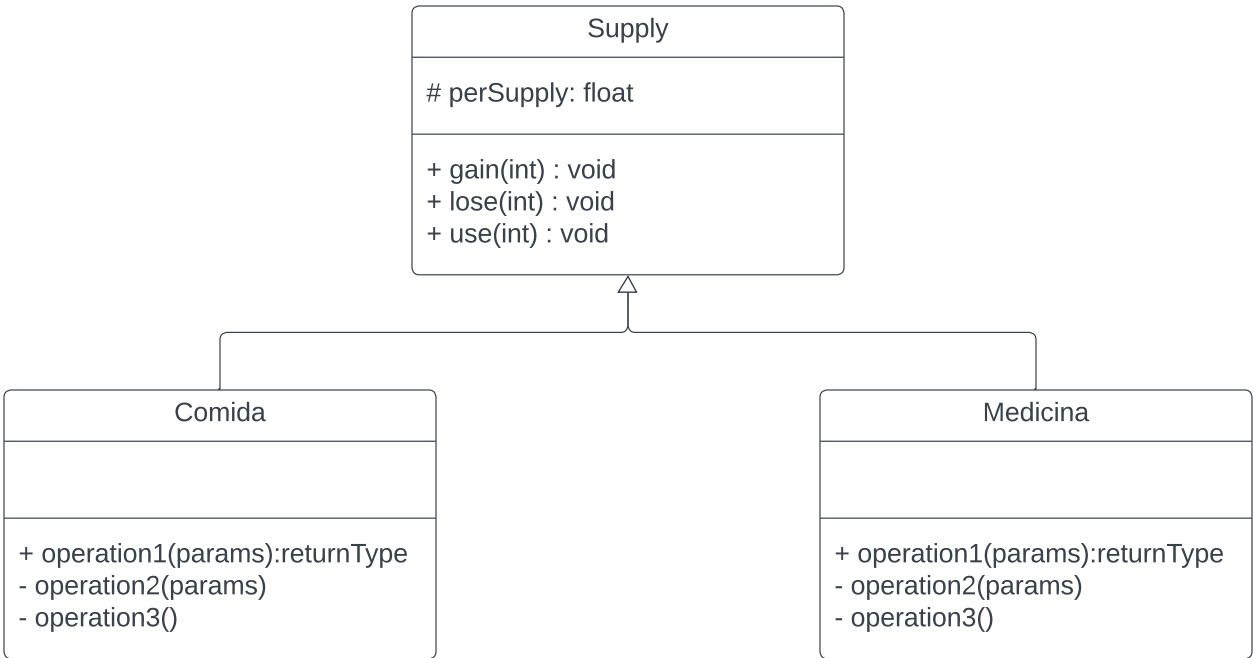 Supply
# perSupply: float
+ gain(int) : void
+ lose(int) : void
+ use(int) : void
Comida
+ operation1(params):returnType
- operation2(params)
- operation3()
Medicina
+ operation1(params):returnType
- operation2(params)
- operation3()